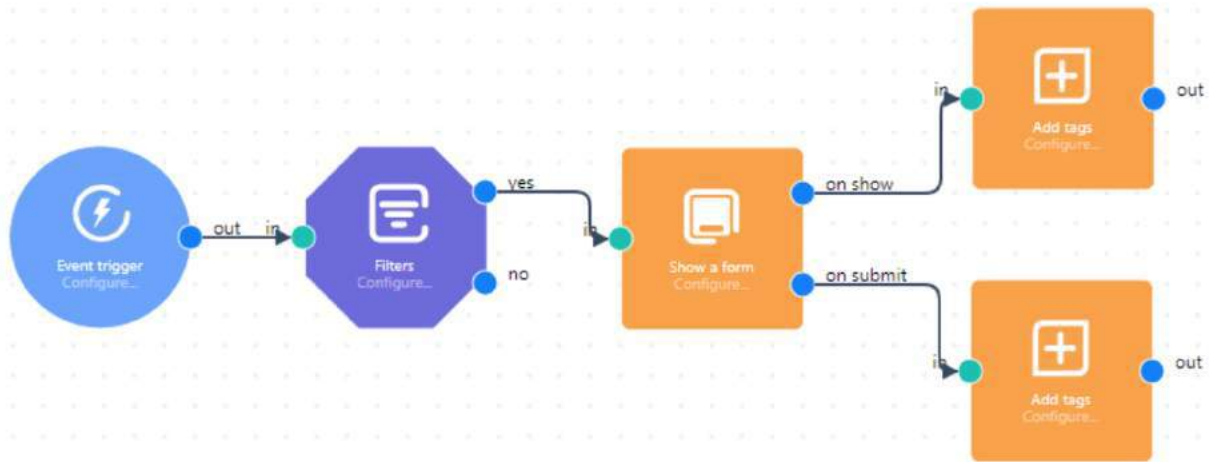 in
out
Add tags
Configure...
yes
on show
out
in
in
Event trigger
Configure...
Filters
Configure...
Show a form
Configure...
no
on submit
in
out
Add tags
Configure...